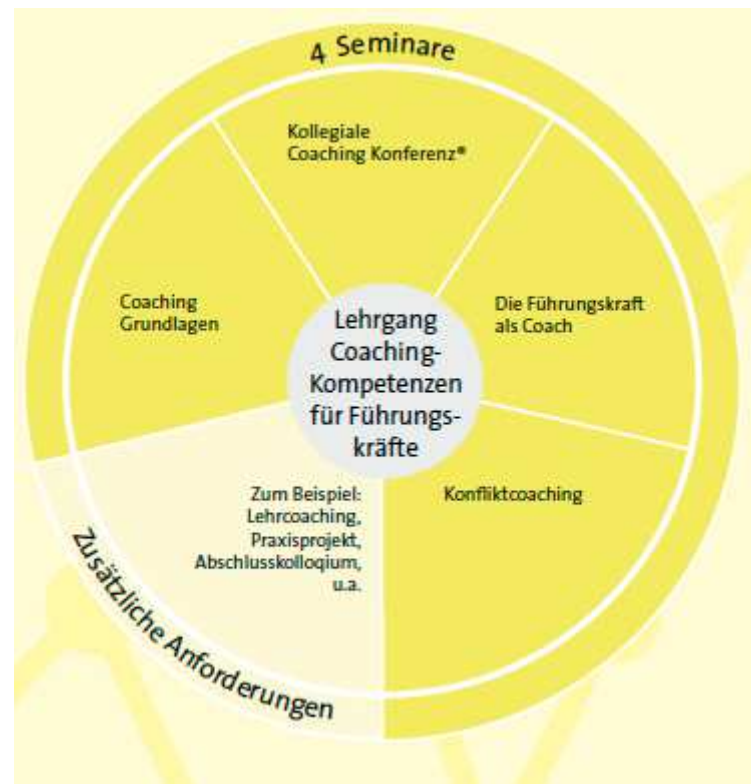 4 Seminare
Kollegiale
Coaching Konferenz®
Coaching
Grundlagen
Die Führungskraft
als Coach
Lehrgang
Coaching-
Kompetenzen
für Führungs-
kräfte
Zum Beispiel:
Lehrcoaching,
Praxisprojekt,
Abschlusskolloqium,
u.a.
Konfliktcoaching
Zusätzliche Anforderungen